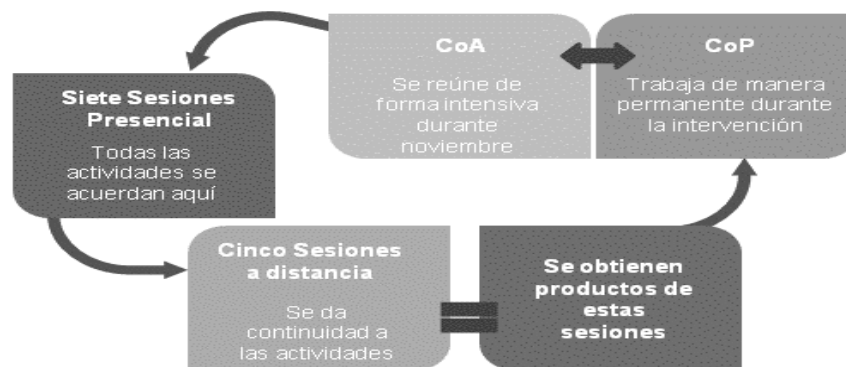 CoA
Se reúne de
forma intensiva
durante
noviembre
CoP
Trabaja de manera
permanente durante
la intervención
Siete Sesiones
Presencial
Todas las
actividades se
acuerdan aquí
Cinco Sesiones
a distancia
Se da
continuidad a
las actividades
Se obtienen
productos de
estas
sesiones